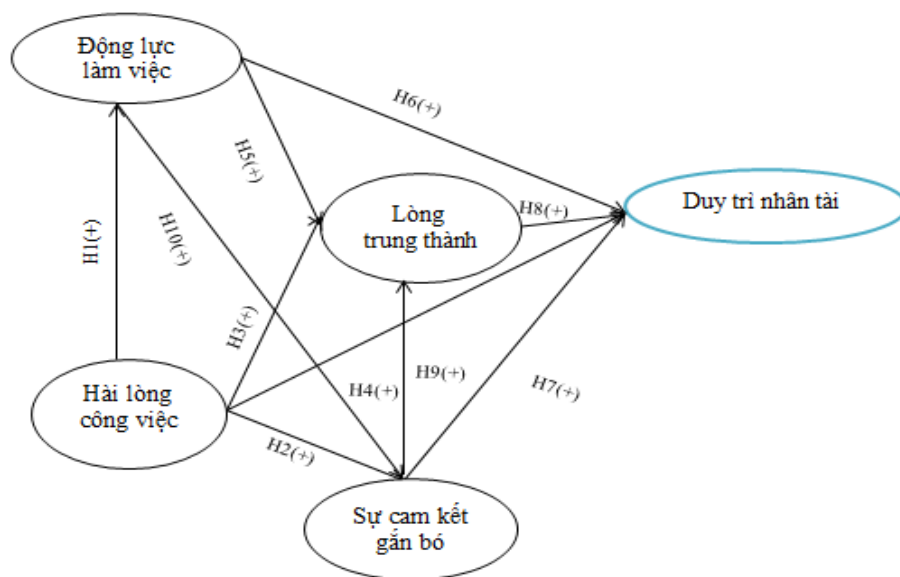 Động lực
làm việc
H6(+)
H5(+)
Duy trì nhân tài
Lòng
trung thành
H8(+)
H1(+)
H10(+)
H3(+)
Hài lòng
công việc
H4(+)
H9(+)
H7(+)
H2(+)
Sự cam kết
gắn bó